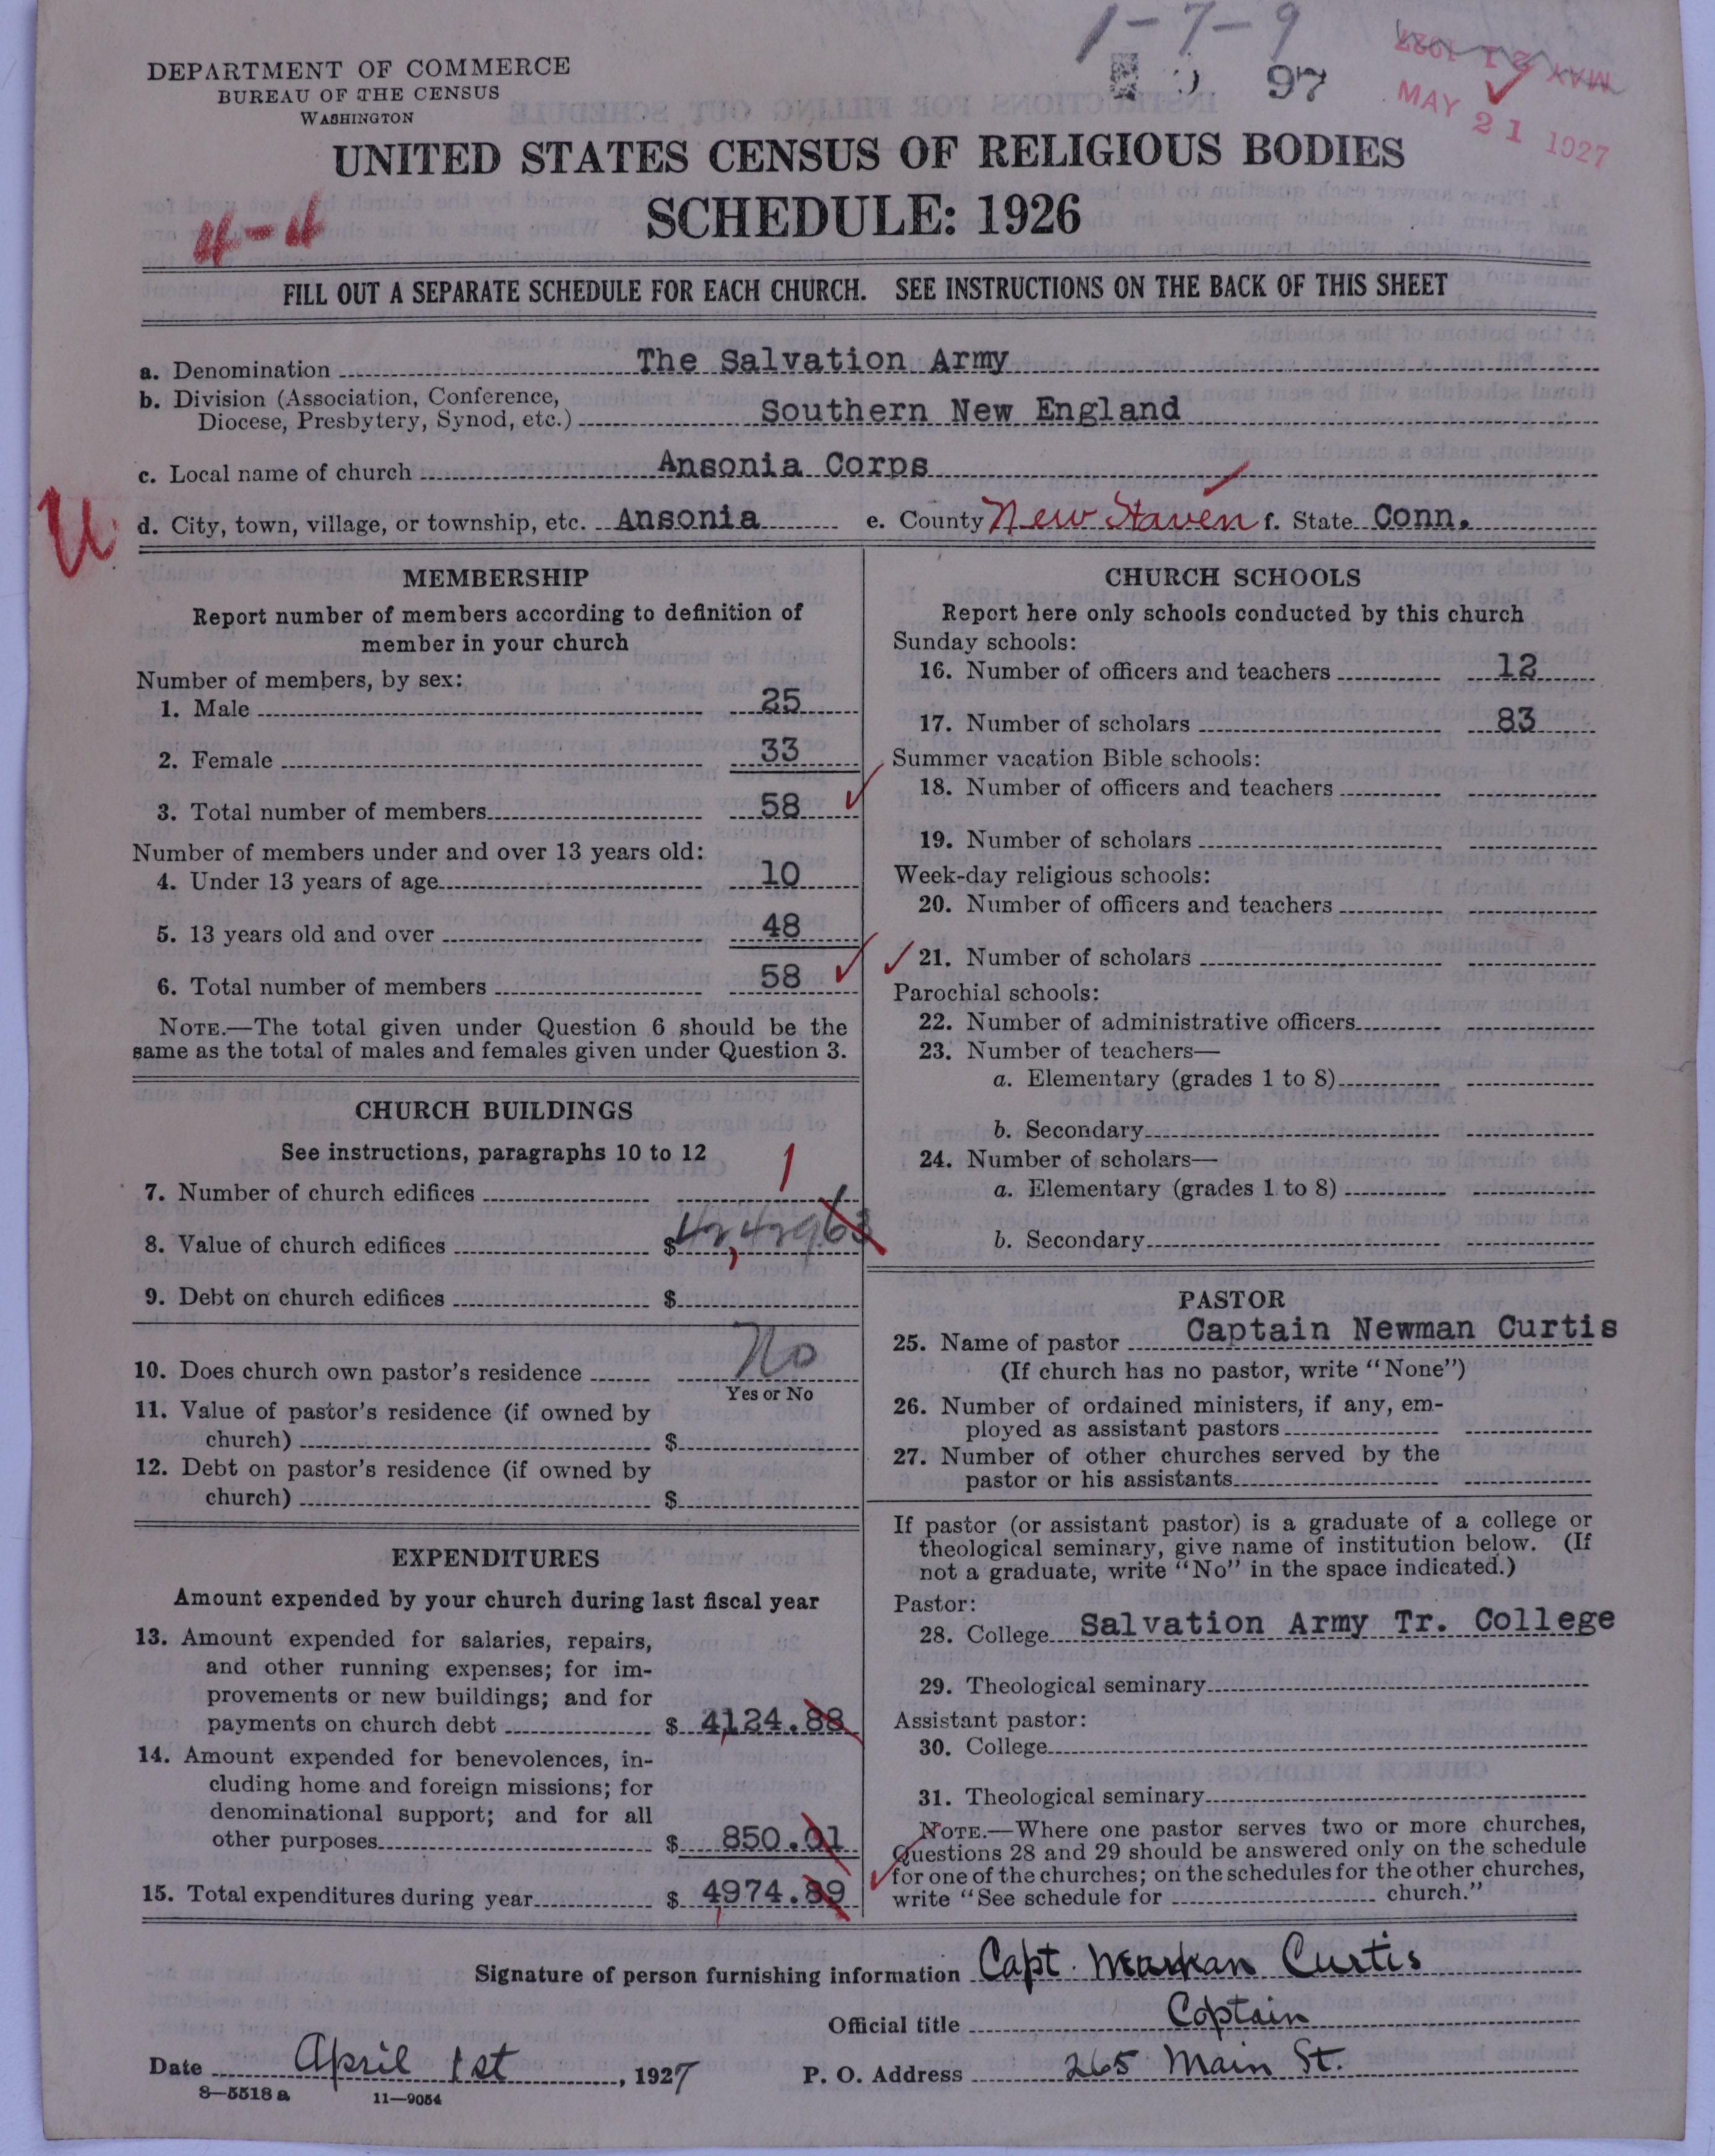 1-7-9
97
MAY 21 1927
MAY 21 1927
DEPARTMENT OF COMMERCE
BUREAU OF THE CENSUS
WASHINGTON
UNITED STATES CENSUS OF RELIGIOUS BODIES
SCHEDULE: 1926
4-4
FILL OUT A SEPARATE SCHEDULE FOR EACH CHURCH. SEE INSTRUCTIONS ON THE BACK OF THIS SHEET
a. Denomination The Salvation Army
b. Division (Association, Conference,
Diocese, Presbytery, Synod, etc.) Southern New England
c. Local name of church Ansonia Corps
U
d. City, town, village, or township, etc. Ansonia e. County New Haven f. State Conn.
MEMBERSHIP
Report number of members according to definition of
member in your church
Number of members, by sex:
1. Male 25
2. Female 33
3. Total number of members 58
Number of members under and over 13 years old:
4. Under 13 years of age 10
5. 13 years old and over 48
6. Total number of members 58
NOTE.—The total given under Question 6 should be the
same as the total of males and females given under Question 3.
CHURCH BUILDINGS
See instructions, paragraphs 10 to 12
7. Number of church edifices 1
8. Value of church edifices $ 42,429 63
9. Debt on church edifices $
10. Does church own pastor's residence No
Yes or No
11. Value of pastor's residence (if owned by
church) $
12. Debt on pastor's residence (if owned by
church) $
EXPENDITURES
Amount expended by your church during last fiscal year
13. Amount expended for salaries, repairs,
and other running expenses; for im-
provements or new buildings; and for
payments on church debt $ 4,124.88
14. Amount expended for benevolences, in-
cluding home and foreign missions; for
denominational support; and for all
other purposes $ 850.01
15. Total expenditures during year $ 4974.89
CHURCH SCHOOLS
Report here only schools conducted by this church
Sunday schools:
16. Number of officers and teachers 12
17. Number of scholars 83
Summer vacation Bible schools:
18. Number of officers and teachers
19. Number of scholars
Week-day religious schools:
20. Number of officers and teachers
21. Number of scholars
Parochial schools:
22. Number of administrative officers
23. Number of teachers—
a. Elementary (grades 1 to 8)
b. Secondary
24. Number of scholars—
a. Elementary (grades 1 to 8)
b. Secondary
PASTOR
25. Name of pastor Captain Newman Curtis
(If church has no pastor, write "None")
26. Number of ordained ministers, if any, em-
ployed as assistant pastors
27. Number of other churches served by the
pastor or his assistants
If pastor (or assistant pastor) is a graduate of a college or
theological seminary, give name of institution below. (If
not a graduate, write "No" in the space indicated.)
Pastor:
28. College Salvation Army Tr. College
29. Theological seminary
Assistant pastor:
30. College
31. Theological seminary
NOTE.—Where one pastor serves two or more churches,
Questions 28 and 29 should be answered only on the schedule
for one of the churches; on the schedules for the other churches,
write "See schedule for church."
Signature of person furnishing information Capt. Curtis
Official title Captain
Date April 1st, 1927 P. O. Address 265 Main St.
8—5518 a 11—9054